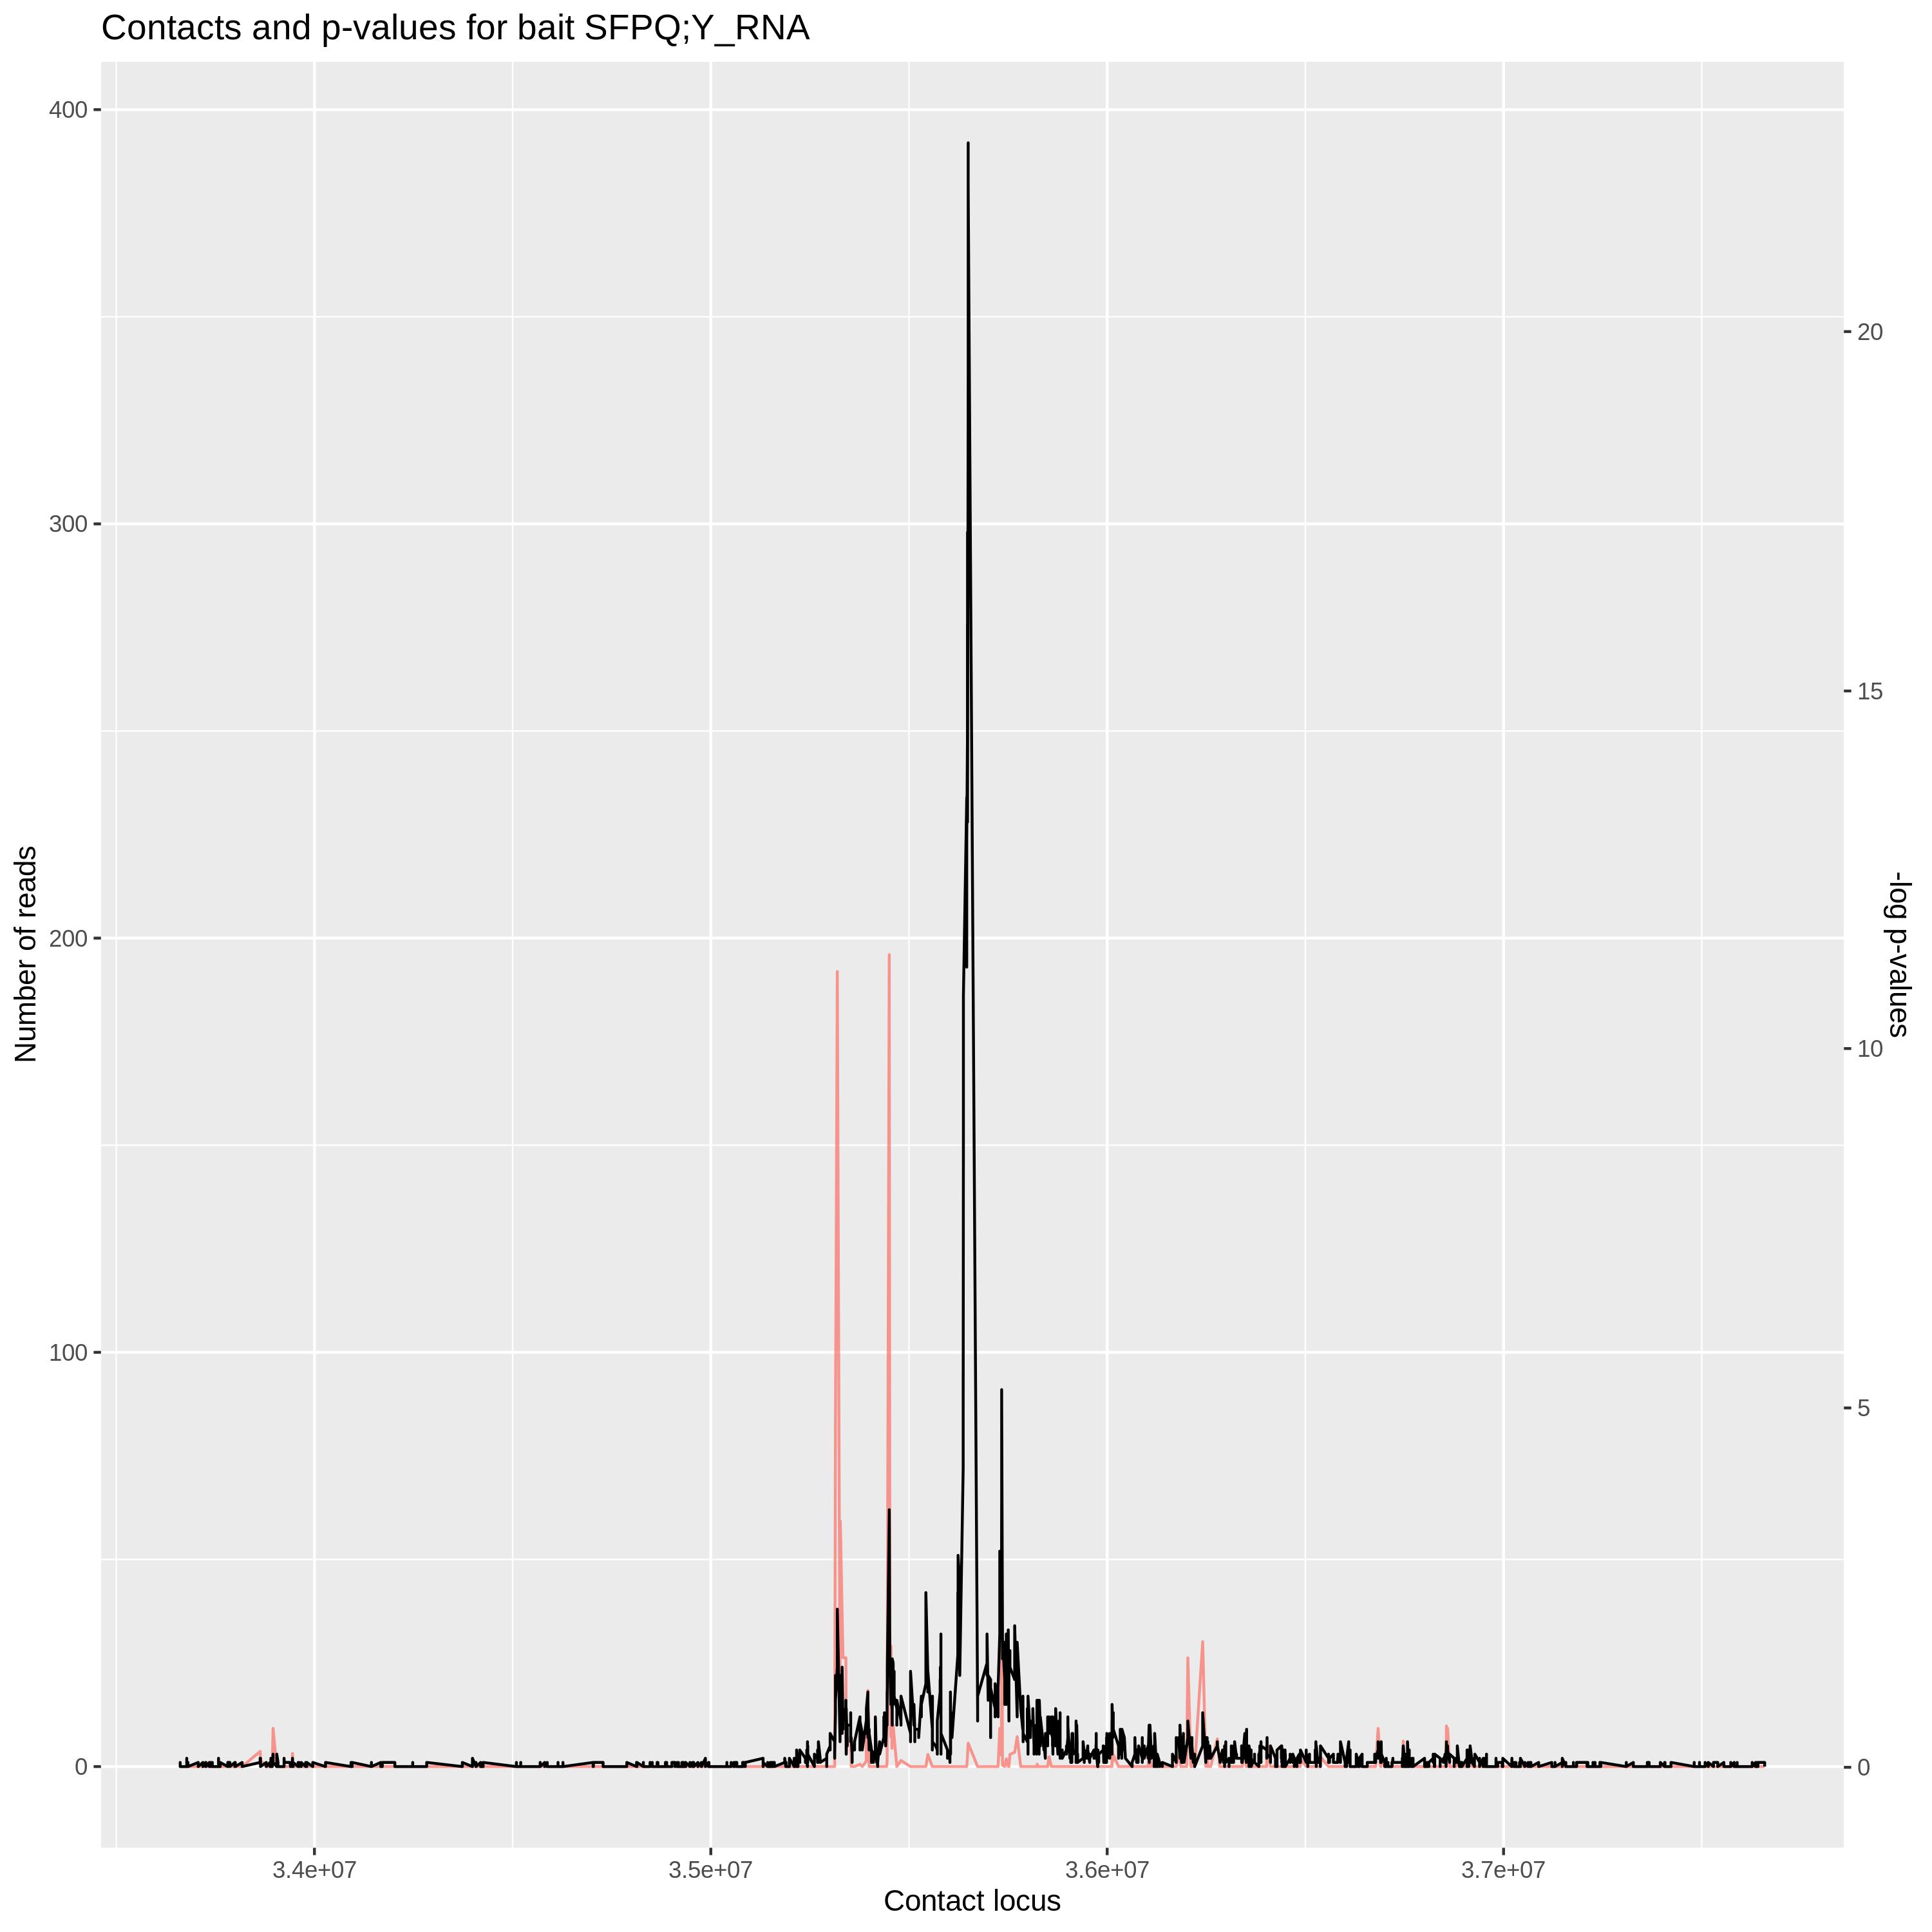 Contacts and p-values for bait SFPQ;Y_RNA
400
300
200
100
0
Number of reads
20
15
10
5
0
-log p-values
3.4e+07
3.5e+07
3.6e+07
3.7e+07
Contact locus